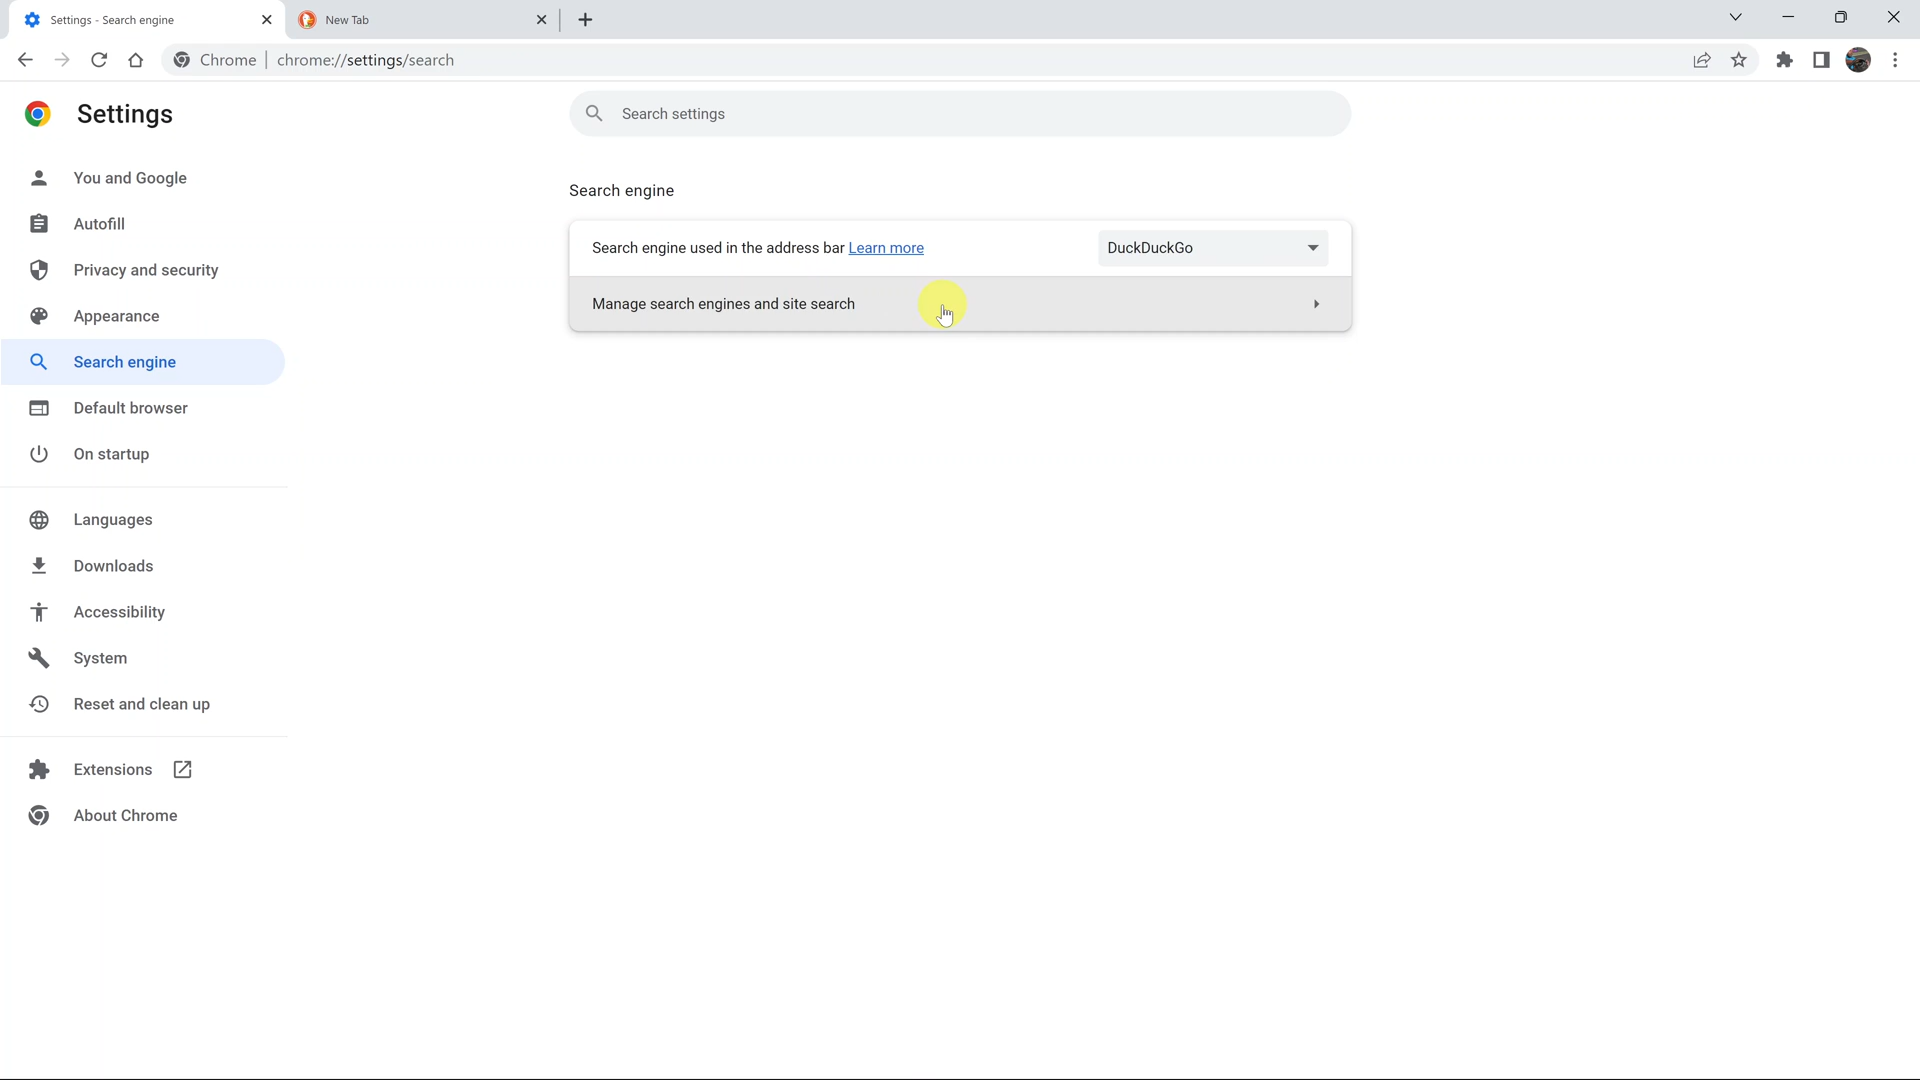 Settings - Search engine
New Tab
Chrome | chrome://settings/search
Settings
Search settings
You and Google
Autofill
Privacy and security
Appearance
Search engine
Default browser
On startup
Languages
Downloads
Accessibility
System
Reset and clean up
Extensions
About Chrome
Search engine
Search engine used in the address bar Learn more
DuckDuckGo
Manage search engines and site search